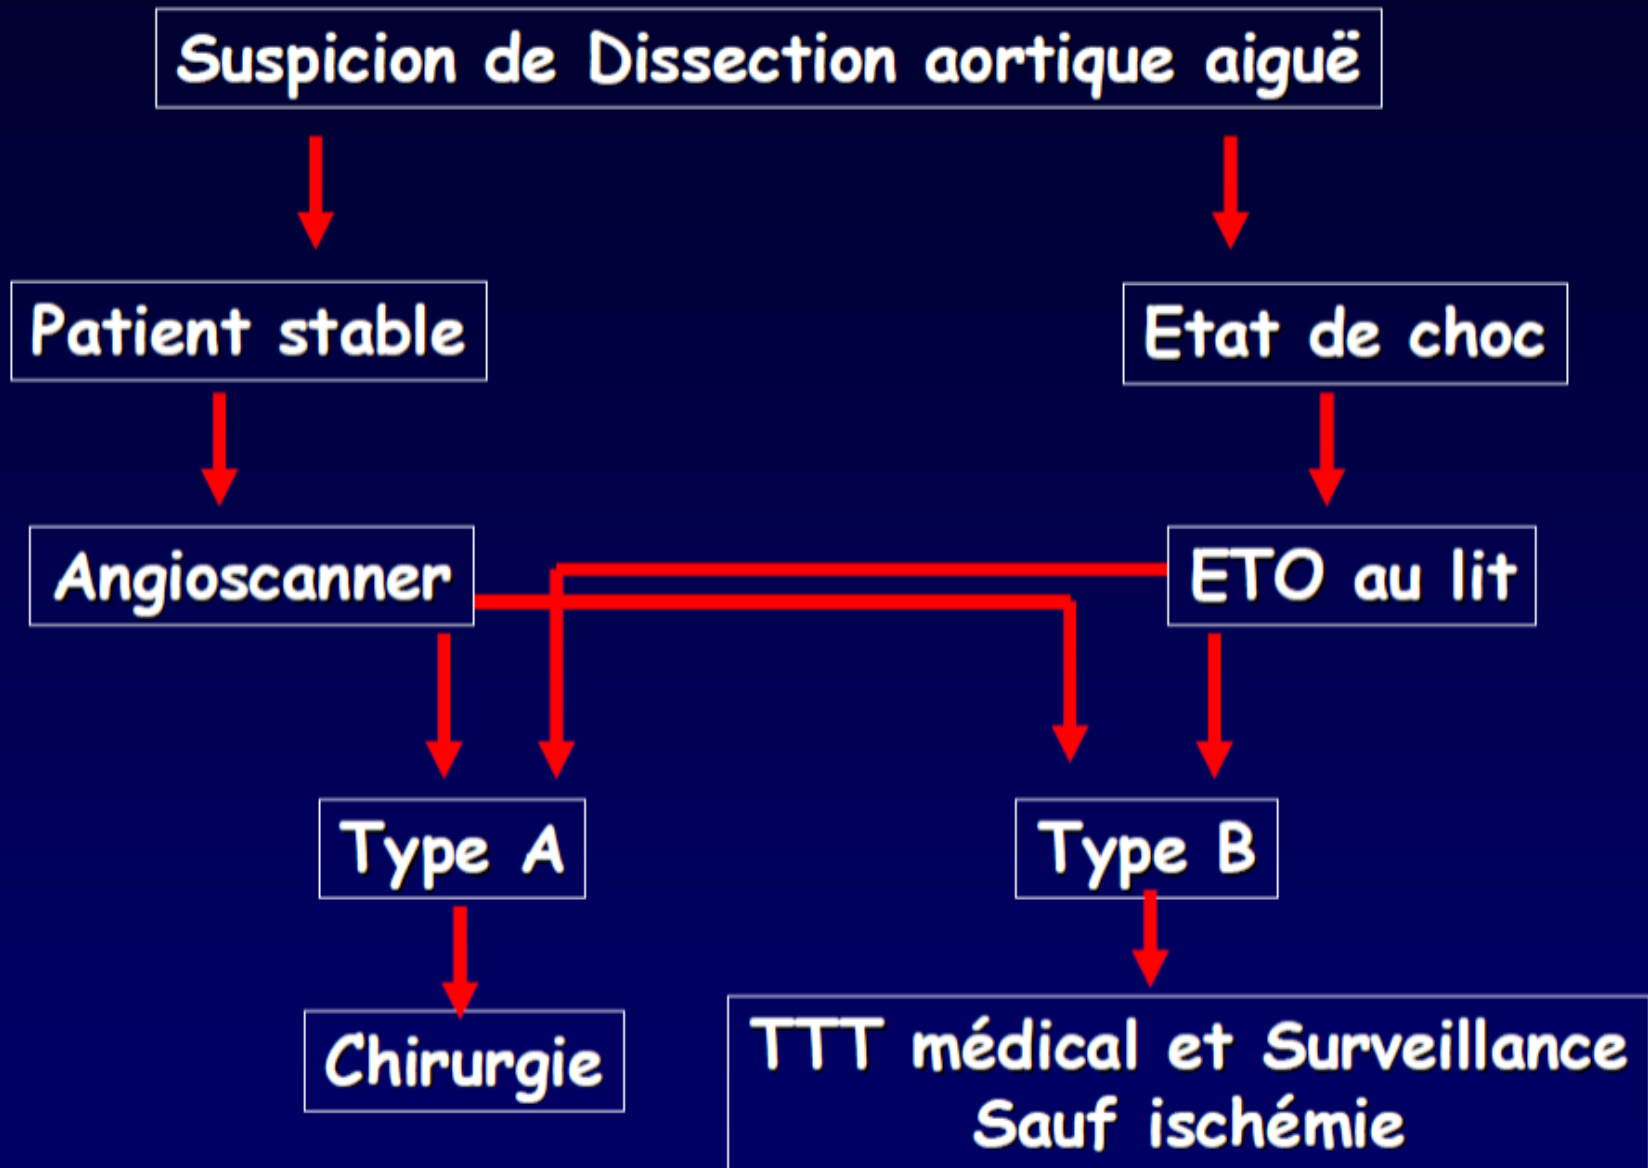 Suspicion de Dissection aortique aiguë
Patient stable
Etat de choc
Angioscanner
ETO au lit
Type A
Type B
Chirurgie
TTT médical et Surveillance
Sauf ischémie